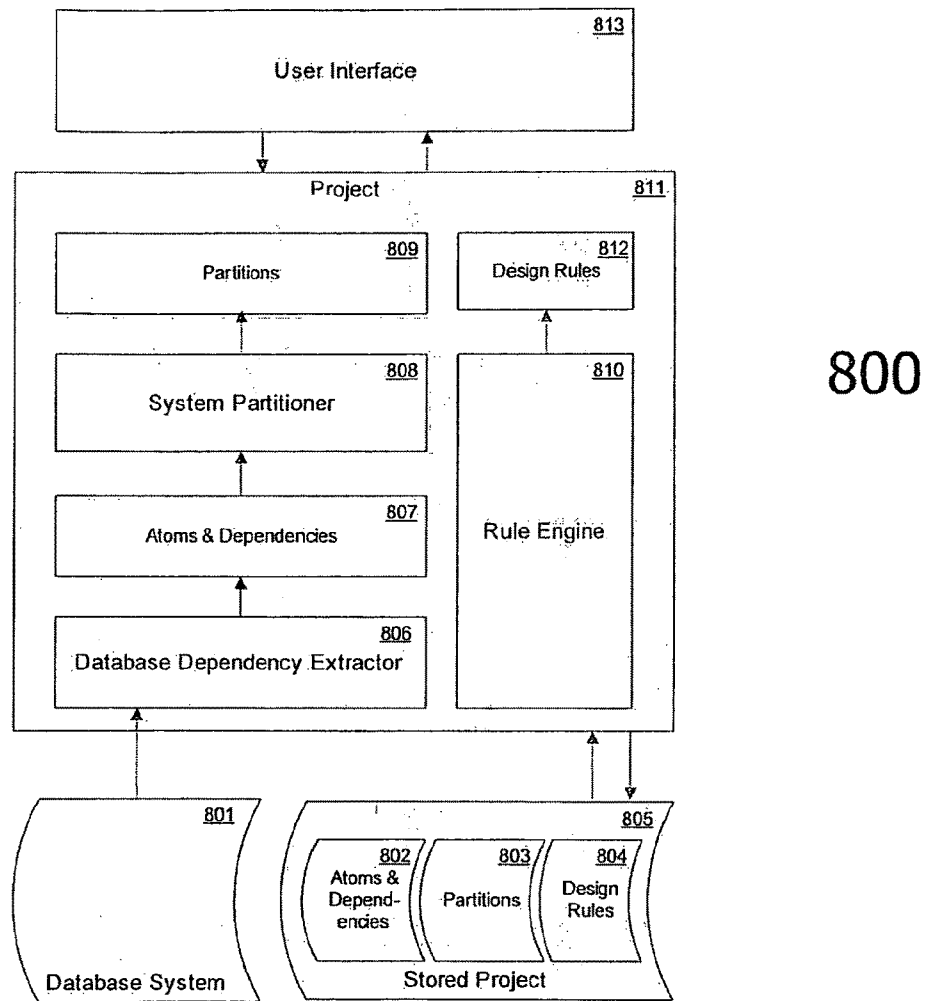 813
User Interface
Project
811
809
Partitions
812
Design Rules
808
System Partitioner
810
Rule Engine
800
807
Atoms & Dependencies
806
Database Dependency Extractor
801
Database System
805
802
Atoms &
Depend-
encies
803
Partitions
804
Design
Rules
Stored Project